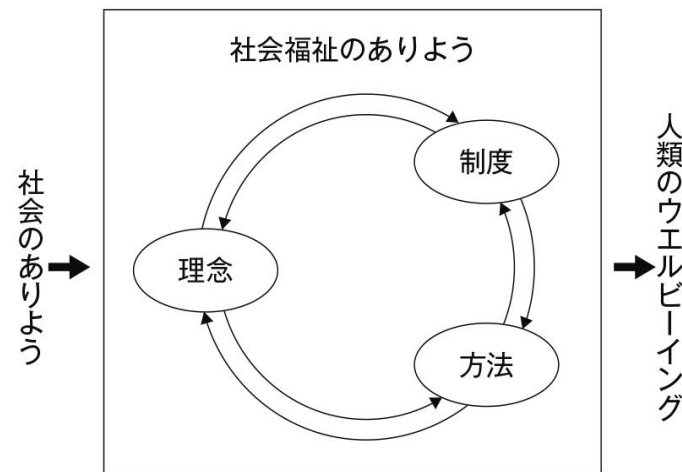 社会福祉のありよう
社会のありよう
理念
制度
方法
人類のウエルビーイング